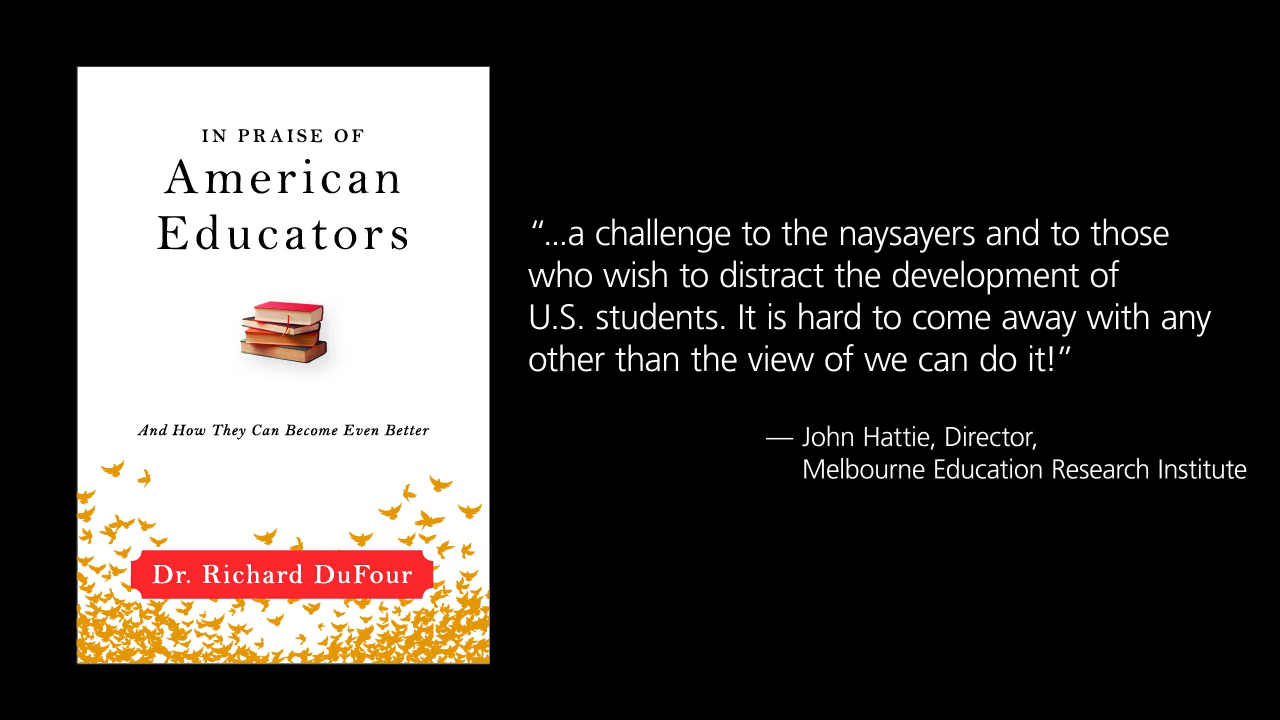 IN PRAISE OF
American
Educators
And How They Can Become Even Better
Dr. Richard DuFour
“...a challenge to the naysayers and to those
who wish to distract the development of
U.S. students. It is hard to come away with any
other than the view of we can do it!”
— John Hattie, Director,
Melbourne Education Research Institute